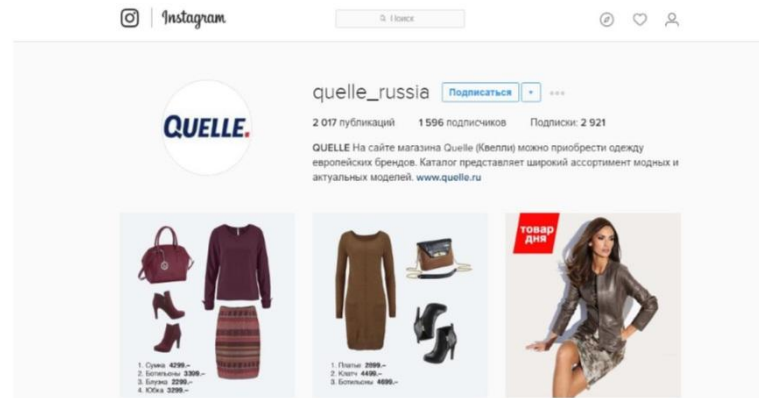 Instagram
Поиск
quelle_russia Подписаться
2 017 публикаций 1 596 подписчиков Подписки: 2 921
QUELLE.
QUELLE На сайте магазина Quelle (Квелли) можно приобрести одежду
европейских брендов. Каталог представляет широкий ассортимент модных и
актуальных моделей. www.quelle.ru
1. Сумка 4299.–
2. Ботильоны 3399.–
3. Блузка 2299.–
4. Юбка 3299.–
1. Платье 2699.–
2. Клатч 4499.–
3. Ботильоны 4699.–
товар
дня